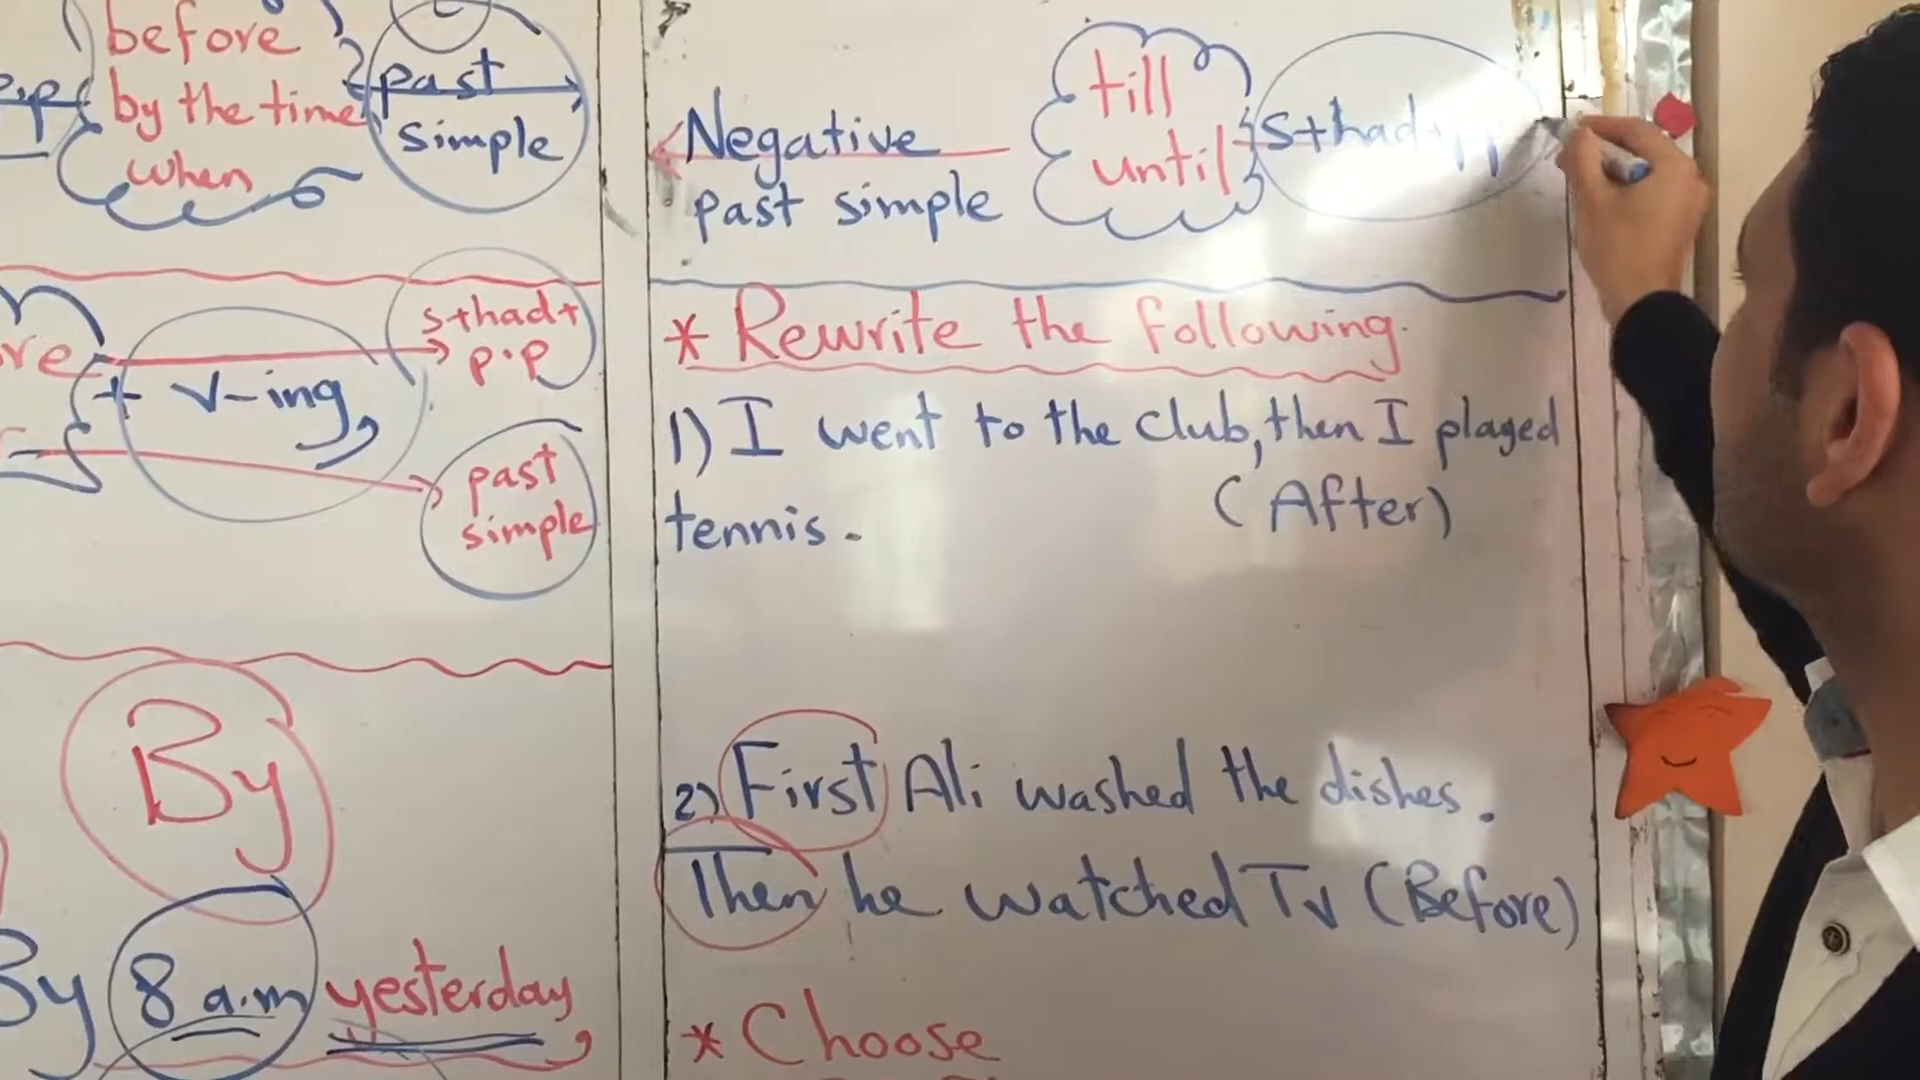 before
by the time
when
p.p
past
simple
Negative
past simple
till
until
+ s+had+pp
s+had+
p.p
+ v-ing
past
simple
* Rewrite the following.
1) I went to the club, then I played
tennis. (After)
By
By 8 a.m yesterday
2) First Ali washed the dishes.
Then he watched Tv (Before)
* Choose